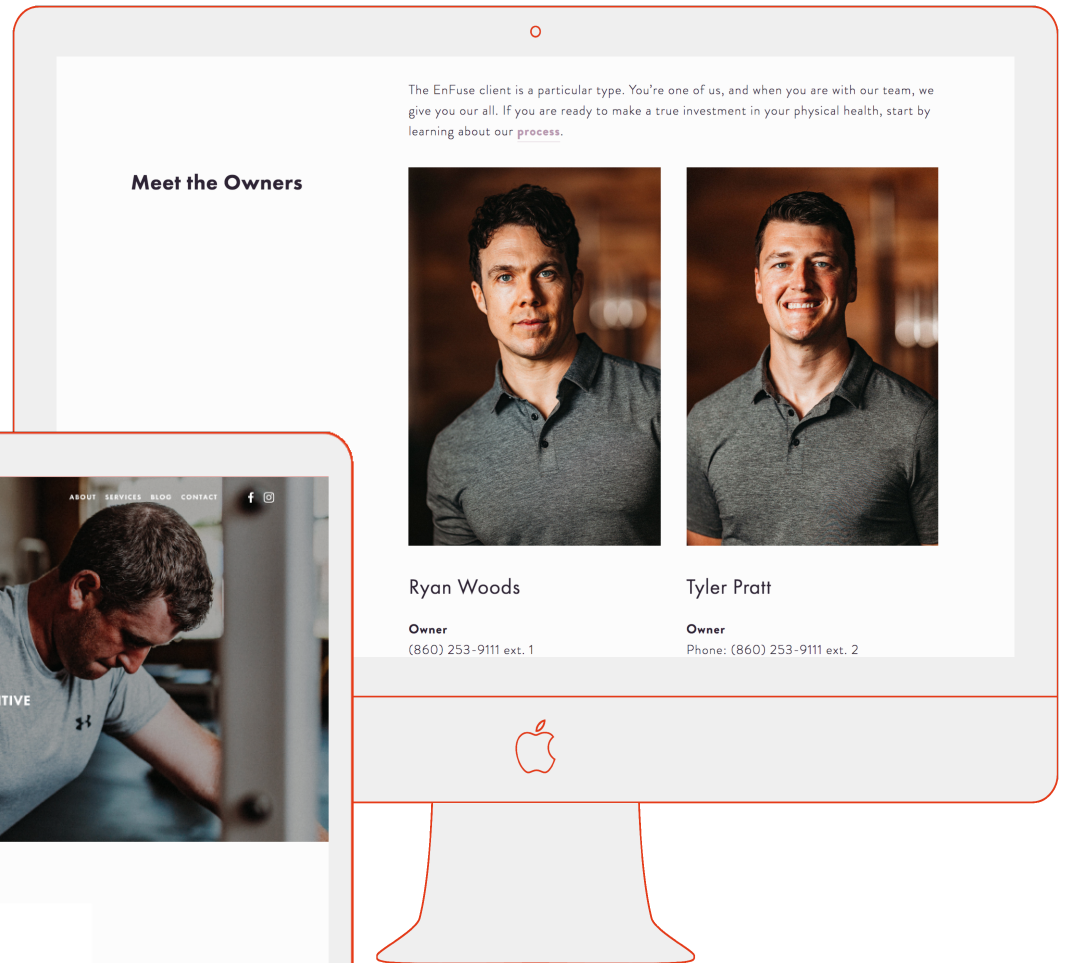 The EnFuse client is a particular type. You're one of us, and when you are with our team, we
give you our all. If you are ready to make a true investment in your physical health, start by
learning about our process.
Meet the Owners
Ryan Woods
Tyler Pratt
Owner
(860) 253-9111 ext. 1
Owner
Phone: (860) 253-9111 ext. 2
ABOUT SERVICES BLOG CONTACT